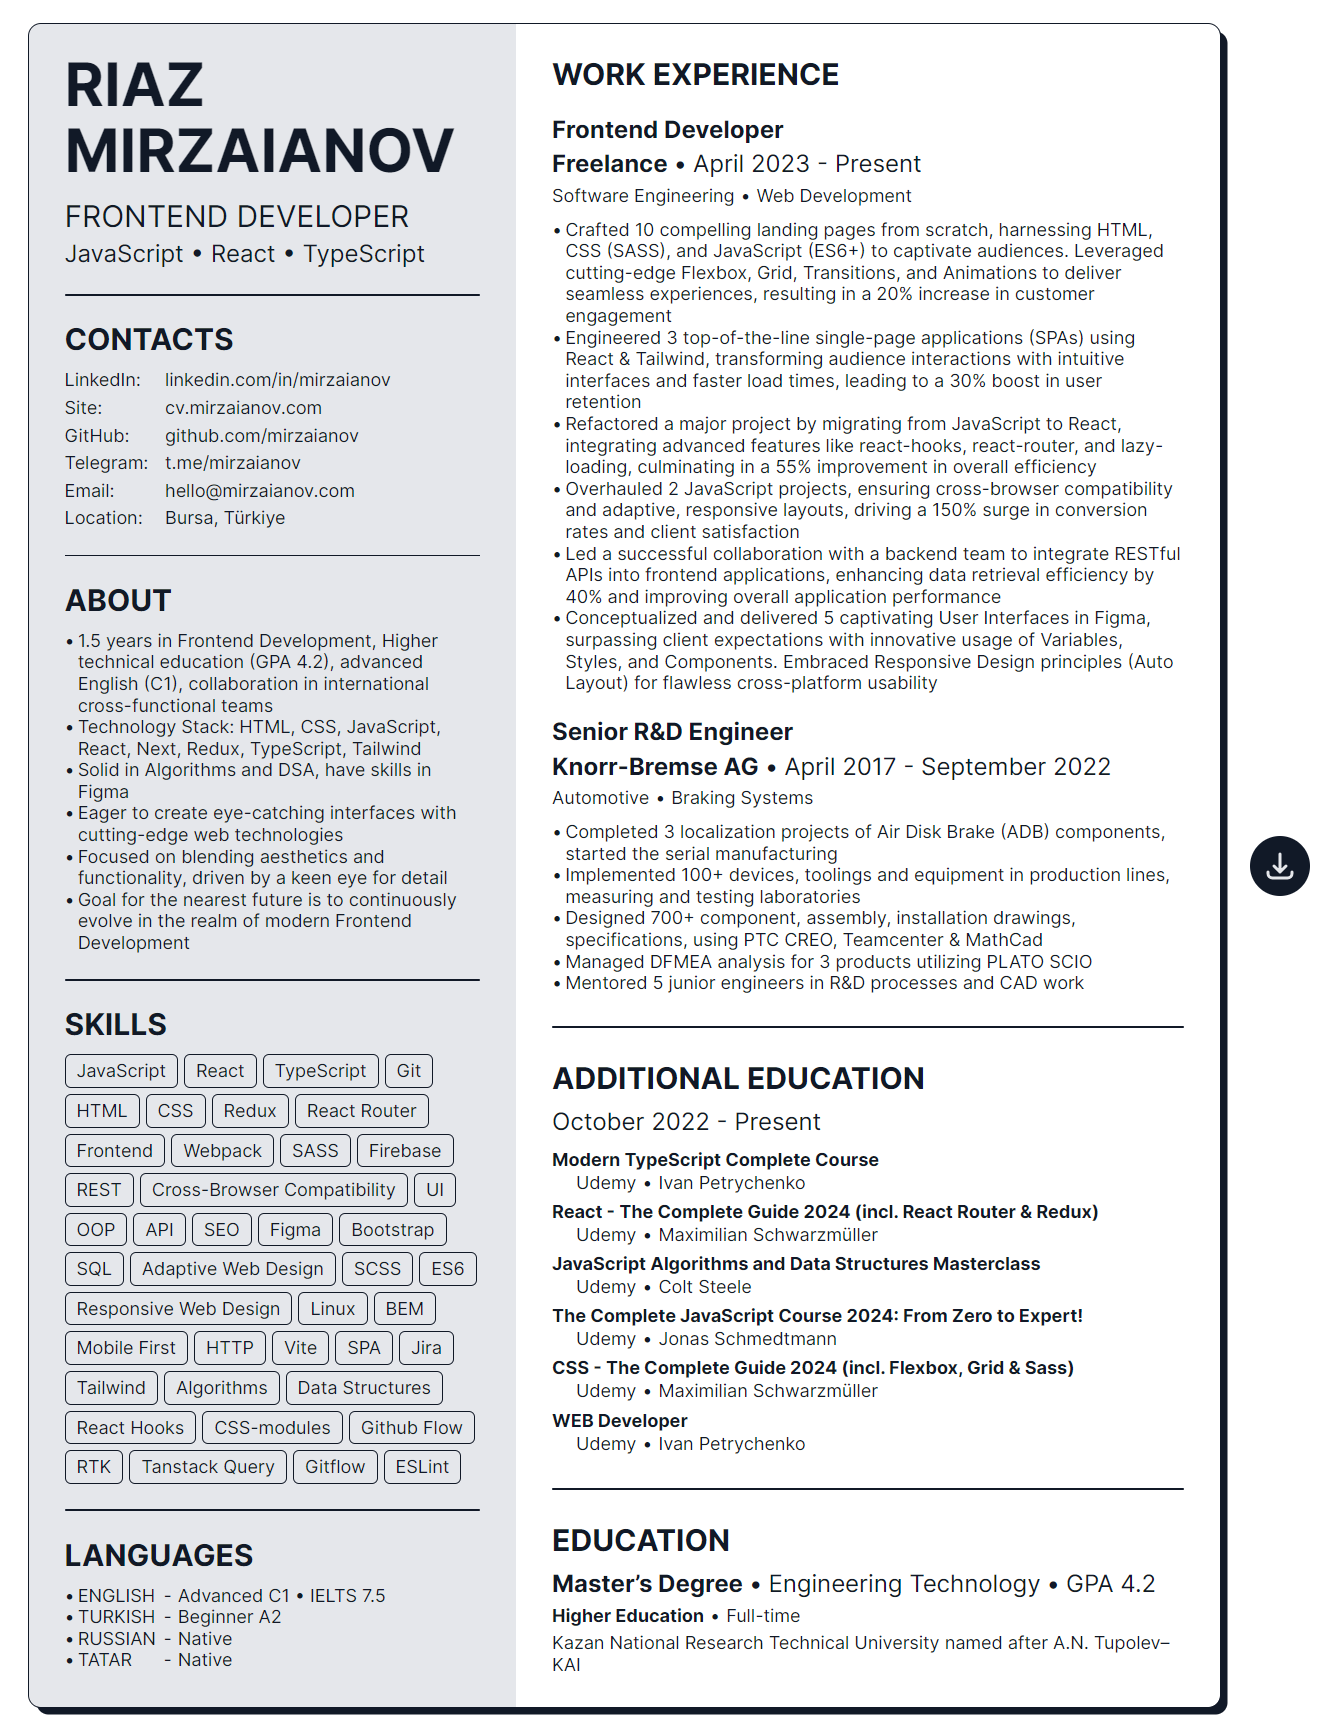 RIAZ
MIRZAIANOV
FRONTEND DEVELOPER
JavaScript • React • TypeScript
CONTACTS
LinkedIn: linkedin.com/in/mirzaianov
Site: cv.mirzaianov.com
GitHub: github.com/mirzaianov
Telegram: t.me/mirzaianov
Email: hello@mirzaianov.com
Location: Bursa, Türkiye
ABOUT
• 1.5 years in Frontend Development, Higher
technical education (GPA 4.2), advanced
English (C1), collaboration in international
cross-functional teams
• Technology Stack: HTML, CSS, JavaScript,
React, Next, Redux, TypeScript, Tailwind
• Solid in Algorithms and DSA, have skills in
Figma
• Eager to create eye-catching interfaces with
cutting-edge web technologies
• Focused on blending aesthetics and
functionality, driven by a keen eye for detail
• Goal for the nearest future is to continuously
evolve in the realm of modern Frontend
Development
SKILLS
JavaScript React TypeScript Git
HTML CSS Redux React Router
Frontend Webpack SASS Firebase
REST Cross-Browser Compatibility UI
OOP API SEO Figma Bootstrap
SQL Adaptive Web Design SCSS ES6
Responsive Web Design Linux BEM
Mobile First HTTP Vite SPA Jira
Tailwind Algorithms Data Structures
React Hooks CSS-modules Github Flow
RTK Tanstack Query Gitflow ESLint
LANGUAGES
• ENGLISH - Advanced C1 • IELTS 7.5
• TURKISH - Beginner A2
• RUSSIAN - Native
• TATAR - Native
WORK EXPERIENCE
Frontend Developer
Freelance • April 2023 - Present
Software Engineering • Web Development
• Crafted 10 compelling landing pages from scratch, harnessing HTML,
CSS (SASS), and JavaScript (ES6+) to captivate audiences. Leveraged
cutting-edge Flexbox, Grid, Transitions, and Animations to deliver
seamless experiences, resulting in a 20% increase in customer
engagement
• Engineered 3 top-of-the-line single-page applications (SPAs) using
React & Tailwind, transforming audience interactions with intuitive
interfaces and faster load times, leading to a 30% boost in user
retention
• Refactored a major project by migrating from JavaScript to React,
integrating advanced features like react-hooks, react-router, and lazy-
loading, culminating in a 55% improvement in overall efficiency
• Overhauled 2 JavaScript projects, ensuring cross-browser compatibility
and adaptive, responsive layouts, driving a 150% surge in conversion
rates and client satisfaction
• Led a successful collaboration with a backend team to integrate RESTful
APIs into frontend applications, enhancing data retrieval efficiency by
40% and improving overall application performance
• Conceptualized and delivered 5 captivating User Interfaces in Figma,
surpassing client expectations with innovative usage of Variables,
Styles, and Components. Embraced Responsive Design principles (Auto
Layout) for flawless cross-platform usability
Senior R&D Engineer
Knorr-Bremse AG • April 2017 - September 2022
Automotive • Braking Systems
• Completed 3 localization projects of Air Disk Brake (ADB) components,
started the serial manufacturing
• Implemented 100+ devices, toolings and equipment in production lines,
measuring and testing laboratories
• Designed 700+ component, assembly, installation drawings,
specifications, using PTC CREO, Teamcenter & MathCad
• Managed DFMEA analysis for 3 products utilizing PLATO SCIO
• Mentored 5 junior engineers in R&D processes and CAD work
ADDITIONAL EDUCATION
October 2022 - Present
Modern TypeScript Complete Course
Udemy • Ivan Petrychenko
React - The Complete Guide 2024 (incl. React Router & Redux)
Udemy • Maximilian Schwarzmüller
JavaScript Algorithms and Data Structures Masterclass
Udemy • Colt Steele
The Complete JavaScript Course 2024: From Zero to Expert!
Udemy • Jonas Schmedtmann
CSS - The Complete Guide 2024 (incl. Flexbox, Grid & Sass)
Udemy • Maximilian Schwarzmüller
WEB Developer
Udemy • Ivan Petrychenko
EDUCATION
Master’s Degree • Engineering Technology • GPA 4.2
Higher Education • Full-time
Kazan National Research Technical University named after A.N. Tupolev–
KAI